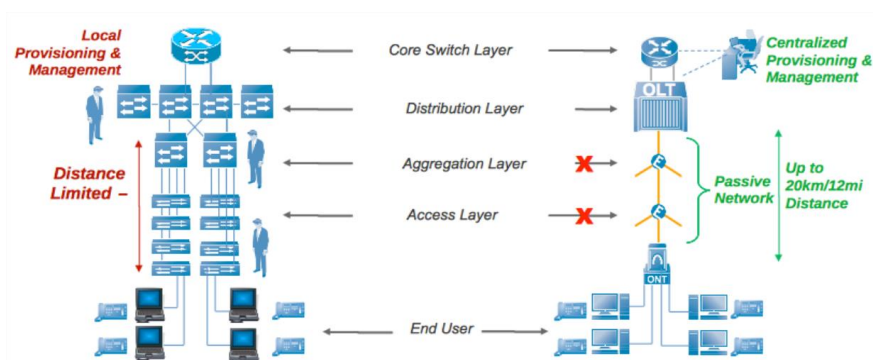 Local
Provisioning &
Management
Core Switch Layer
Centralized
Provisioning &
Management
OLT
Distribution Layer
Distance
Limited –
Aggregation Layer
X
E
Passive
Network
Up to
20km/12mi
Distance
Access Layer
X
E
ONT
End User